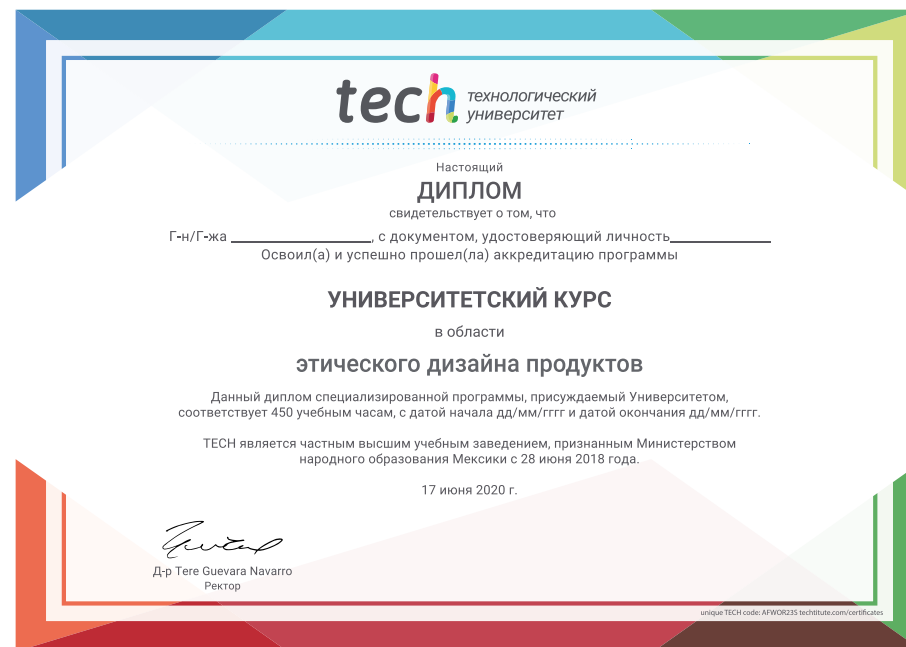 tech технологический
университет
Настоящий
ДИПЛОМ
свидетельствует о том, что
Г-н/Г-жа ____________________, с документом, удостоверяющий личность______________
Освоил(а) и успешно прошел(ла) аккредитацию программы
УНИВЕРСИТЕТСКИЙ КУРС
в области
этического дизайна продуктов
Данный диплом специализированной программы, присуждаемый Университетом,
соответствует 450 учебным часам, с датой начала дд/мм/гггг и датой окончания дд/мм/гггг.
TECH является частным высшим учебным заведением, признанным Министерством
народного образования Мексики с 28 июня 2018 года.
17 июня 2020 г.
Д-р Tere Guevara Navarro
Ректор
unique TECH code: AFWOR23S techtitute.com/certificates